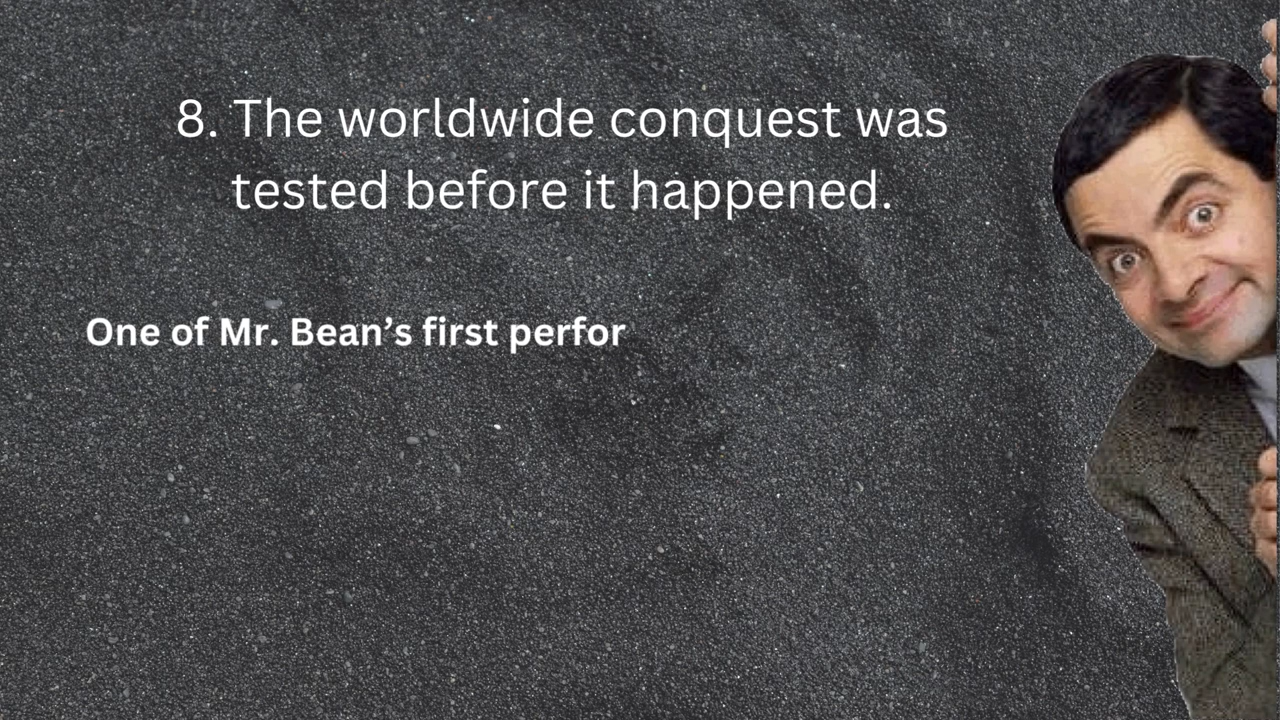 8. The worldwide conquest was
tested before it happened.
One of Mr. Bean’s first perfor